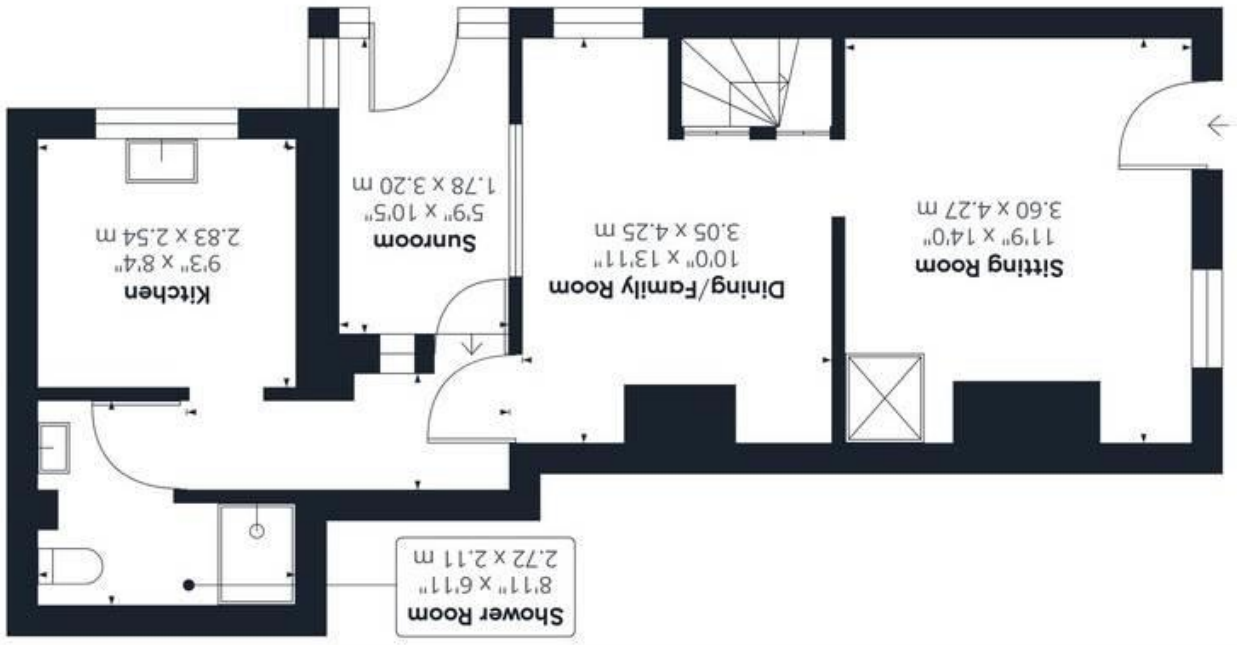 Shower Room
8'11" x 6'11"
2.72 x 2.11 m
Sitting Room
11'9" x 14'0"
3.60 x 4.27 m
Dining/Family Room
10'0" x 13'11"
3.05 x 4.25 m
Sunroom
5'9" x 10'5"
1.78 x 3.20 m
Kitchen
9'3" x 8'4"
2.83 x 2.54 m